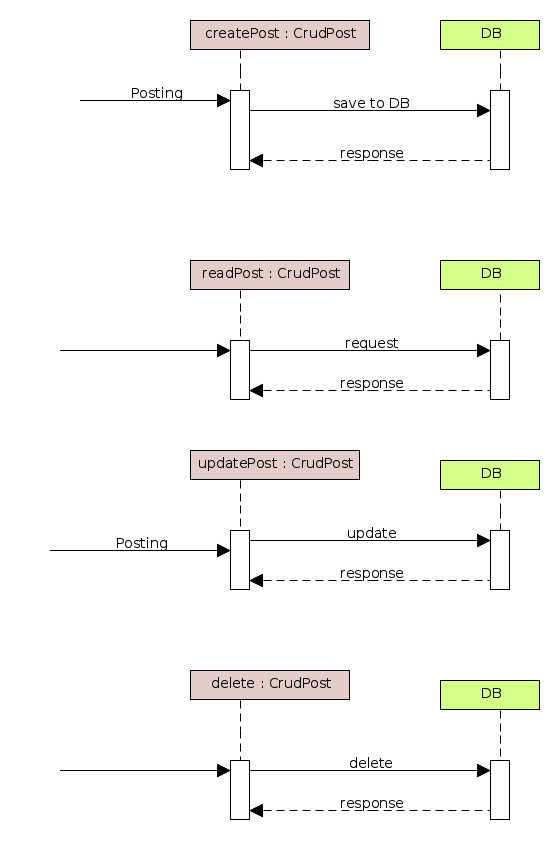 createPost : CrudPost
DB
Posting
save to DB
response
readPost : CrudPost
DB
request
response
updatePost : CrudPost
DB
Posting
update
response
delete : CrudPost
DB
delete
response